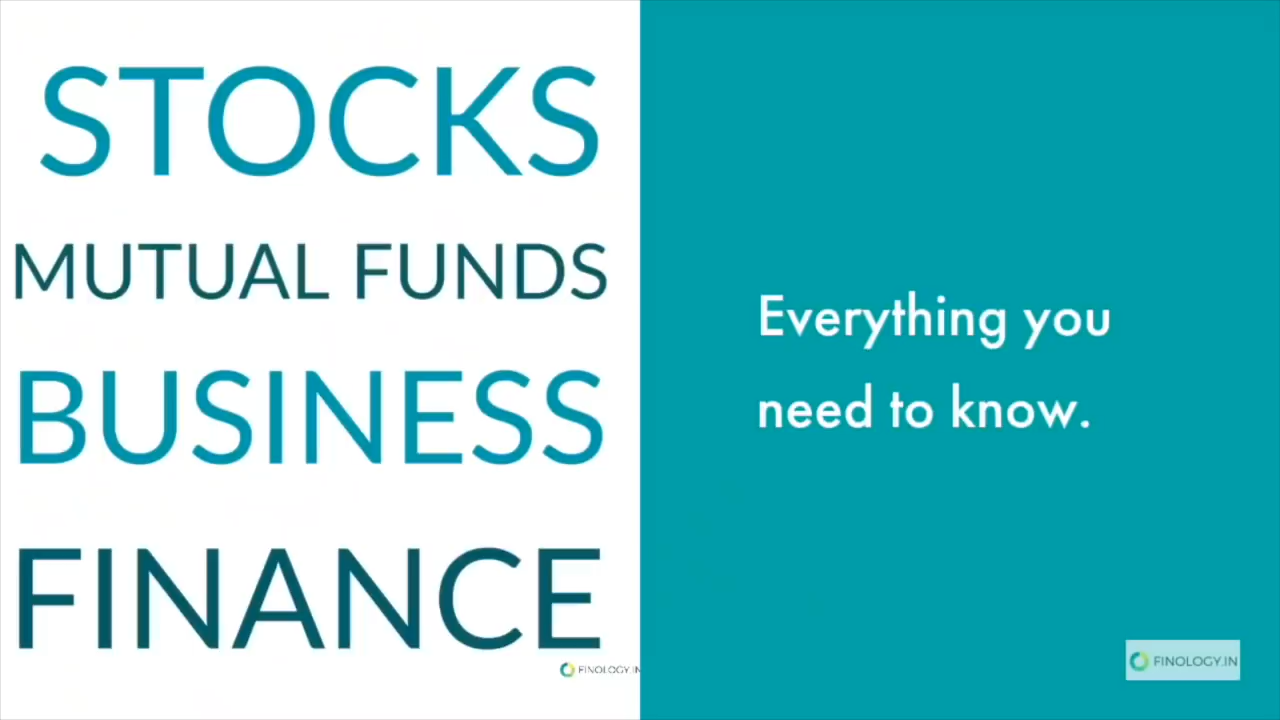 STOCKS
MUTUAL FUNDS
BUSINESS
FINANCE
FINOLOGY.IN
Everything you
need to know.
FINOLOGY.IN